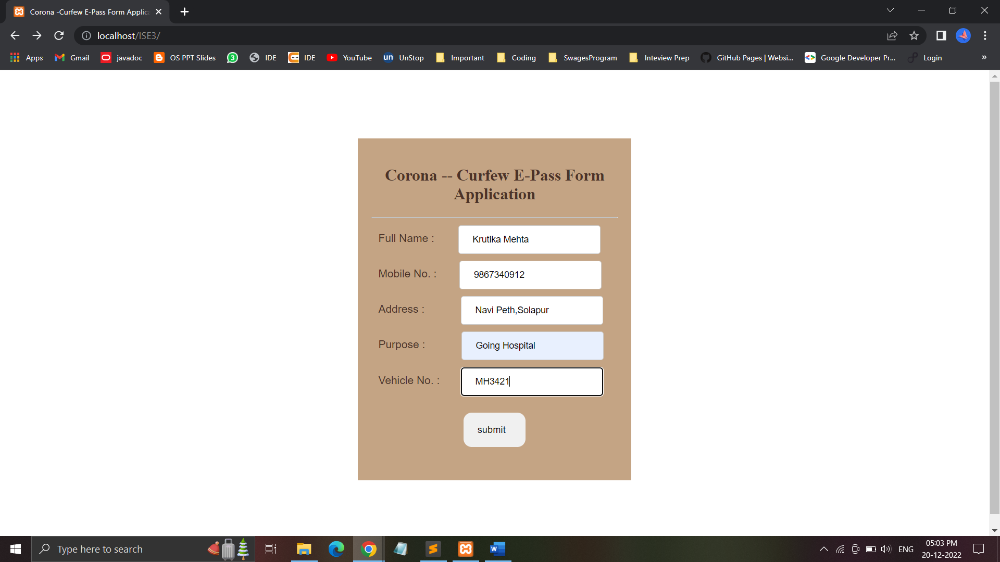 Corona -Curfew E-Pass Form Applic
localhost/ISE3/
Apps
Gmail
javadoc
OS PPT Slides
3
IDE
IDE
YouTube
un UnStop
Important
Coding
SwagesProgram
Inteview Prep
GitHub Pages | Websi...
Google Developer Pr...
Login
»
Corona -- Curfew E-Pass Form
Application
Full Name : Krutika Mehta
Mobile No. : 9867340912
Address : Navi Peth,Solapur
Purpose : Going Hospital
Vehicle No. : MH3421
submit
Type here to search
ENG
05:03 PM
20-12-2022